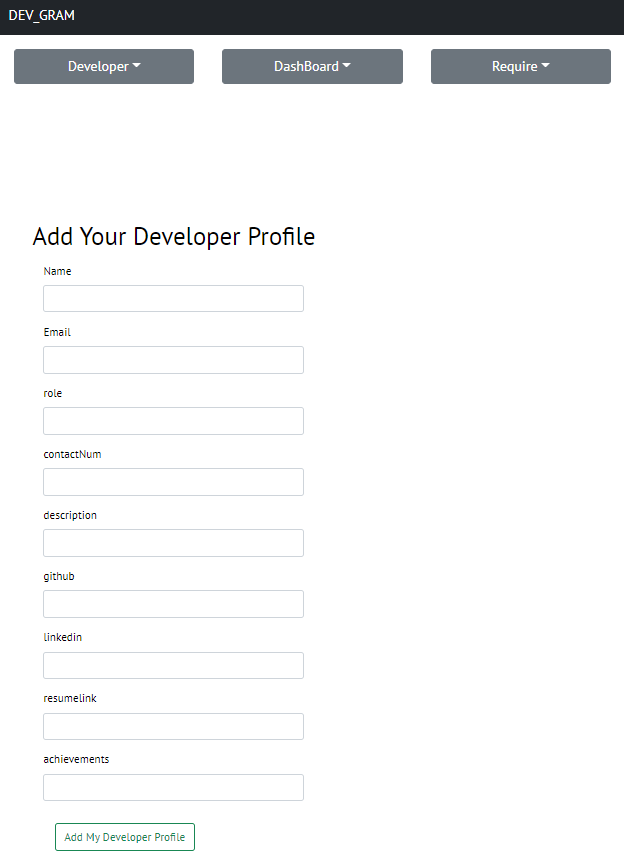 DEV_GRAM
Developer DashBoard Require
Add Your Developer Profile
Name
Email
role
contactNum
description
github
linkedin
resumelink
achievements
Add My Developer Profile